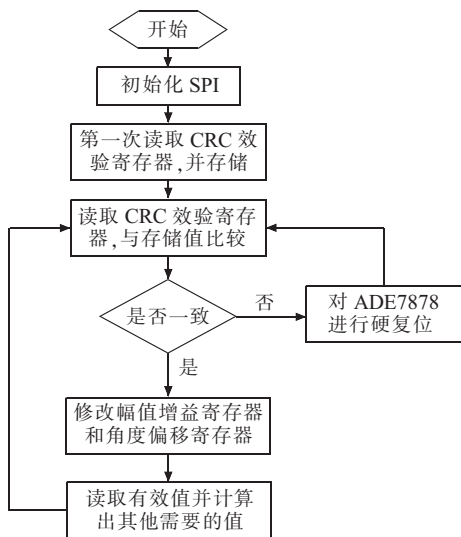 开始
初始化 SPI
第一次读取 CRC 效
验寄存器,并存储
读取 CRC 效验寄存
器,与存储值比较
是否一致
否
对 ADE7878
进行硬复位
是
修改幅值增益寄存器
和角度偏移寄存器
读取有效值并计算
出其他需要的值